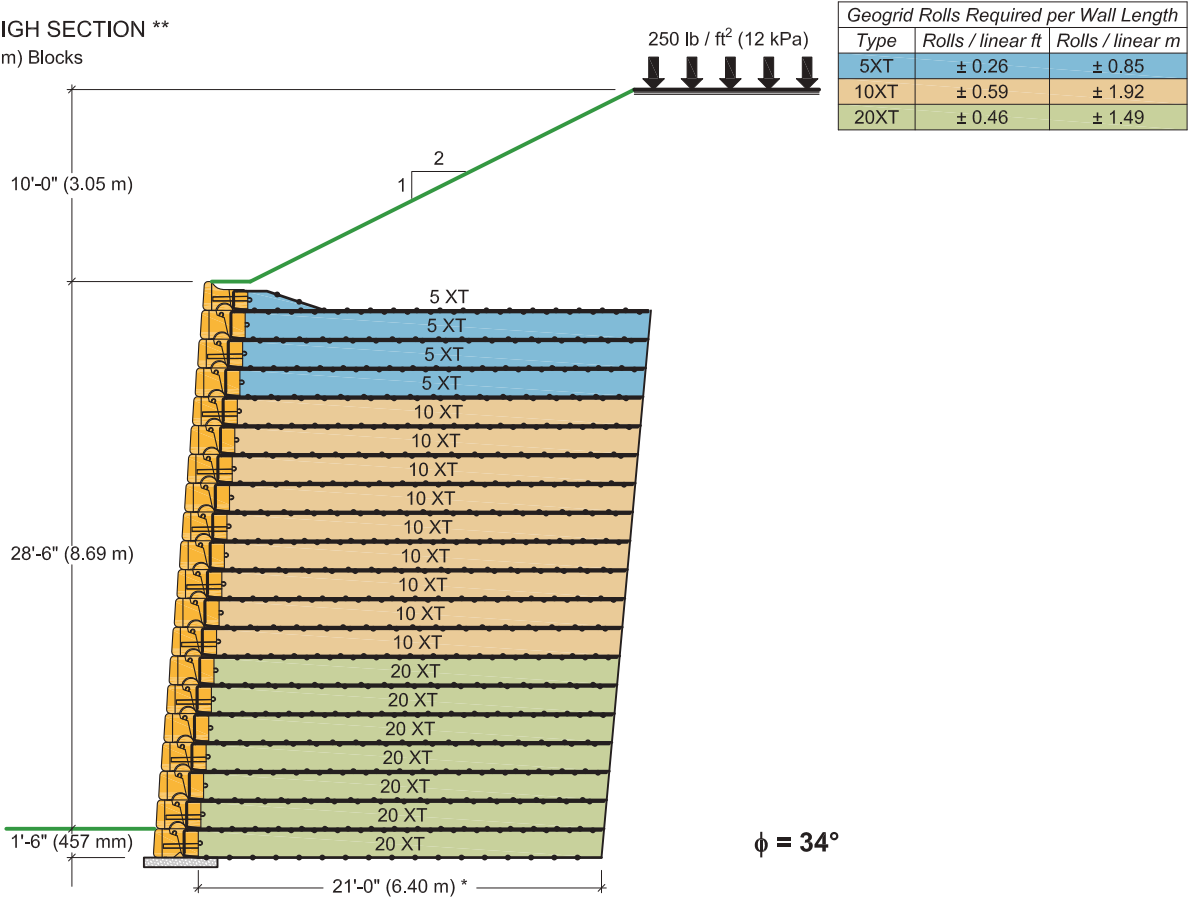 IGH SECTION **
m) Blocks
250 lb / ft² (12 kPa)
Geogrid Rolls Required per Wall Length
Type Rolls / linear ft Rolls / linear m
5XT ± 0.26 ± 0.85
10XT ± 0.59 ± 1.92
20XT ± 0.46 ± 1.49
2
1
10'-0" (3.05 m)
5 XT
5 XT
5 XT
5 XT
10 XT
10 XT
10 XT
10 XT
10 XT
10 XT
10 XT
10 XT
10 XT
28'-6" (8.69 m)
20 XT
20 XT
20 XT
20 XT
20 XT
20 XT
20 XT
1'-6" (457 mm)
ϕ = 34°
21'-0" (6.40 m) *